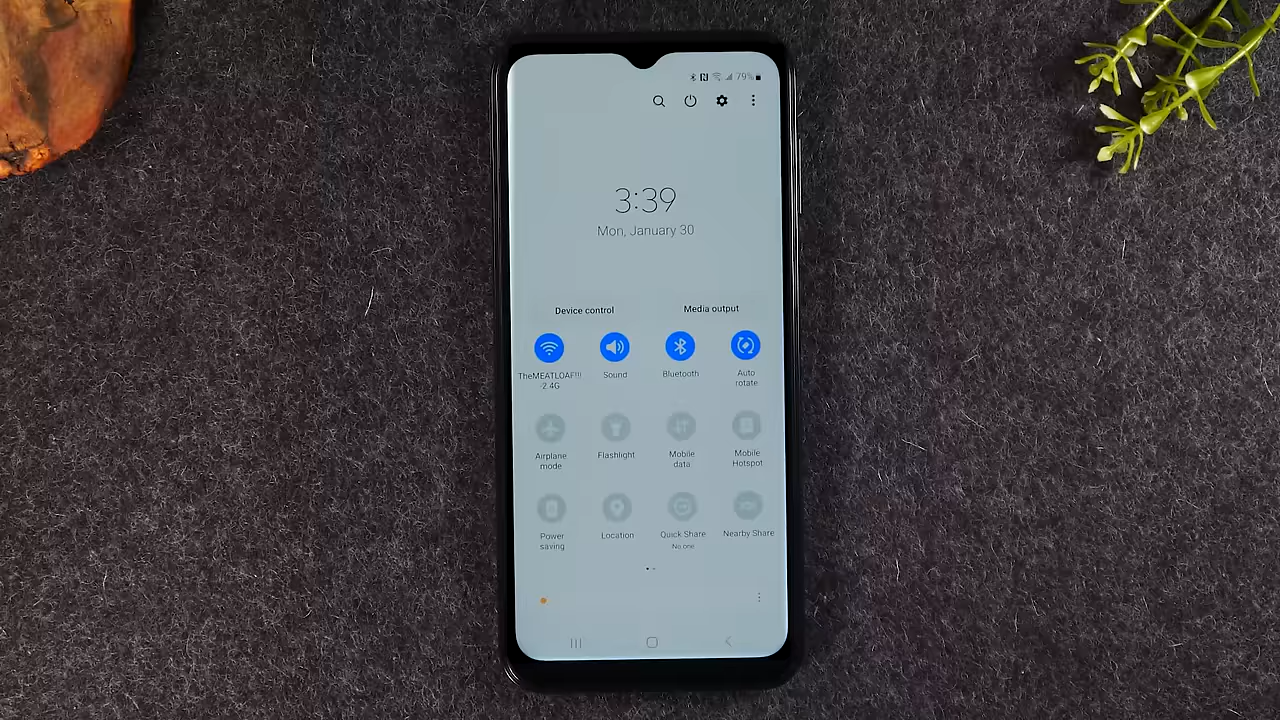 79%
3:39
Mon, January 30
Device control Media output
TheMEATLOAF!!!
2.4G
Sound
Bluetooth
Auto
rotate
Airplane
mode
Flashlight
Mobile
data
Mobile
Hotspot
Power
saving
Location
Quick Share
No one
Nearby Share